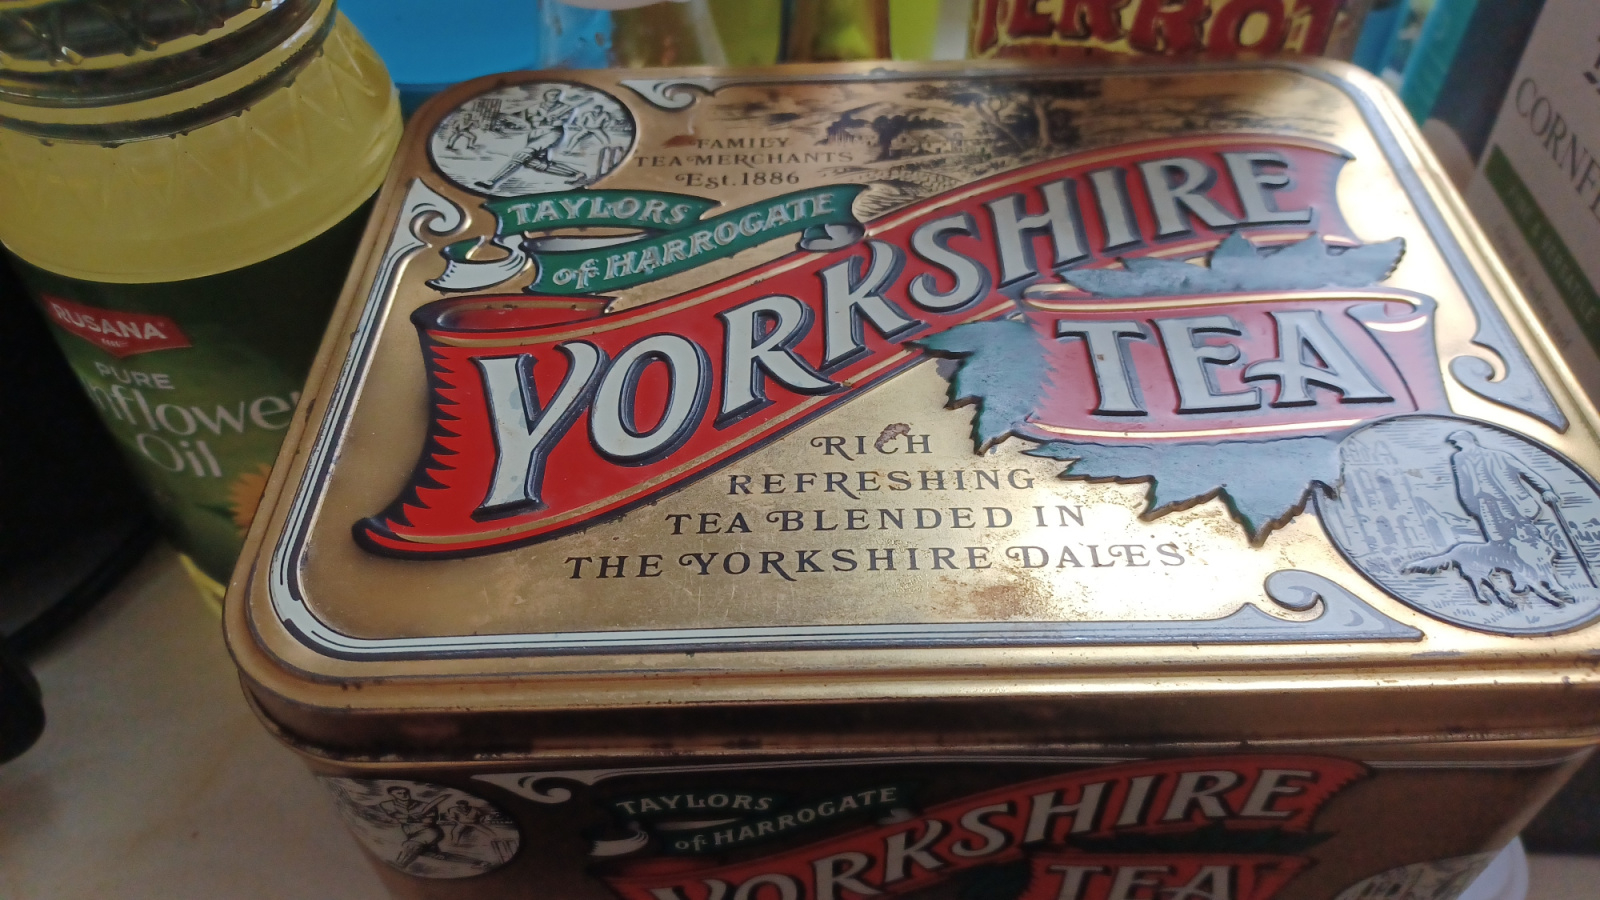 FAMILY
TEA MERCHANTS
Est. 1886
TAYLORS
of HARROGATE
YORKSHIRE
TEA
RICH
REFRESHING
TEA BLENDED IN
THE YORKSHIRE DALES
TAYLORS
of HARROGATE
YORKSHIRE
TEA
RUSANA
PURE
Oil